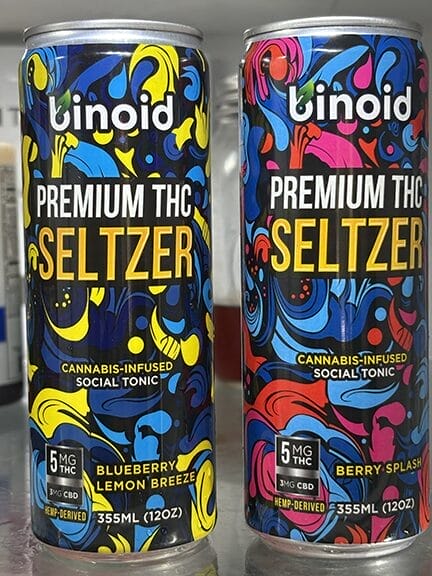 binoid
PREMIUM THC
SELTZER
CANNABIS-INFUSED
SOCIAL TONIC
5MG
THC
3MG CBD
HEMP-DERIVED
BLUEBERRY
LEMON BREEZE
355ML (12OZ)
binoid
PREMIUM THC
SELTZER
CANNABIS-INFUSED
SOCIAL TONIC
5MG
THC
3MG CBD
HEMP-DERIVED
BERRY SPLASH
355ML (12OZ)